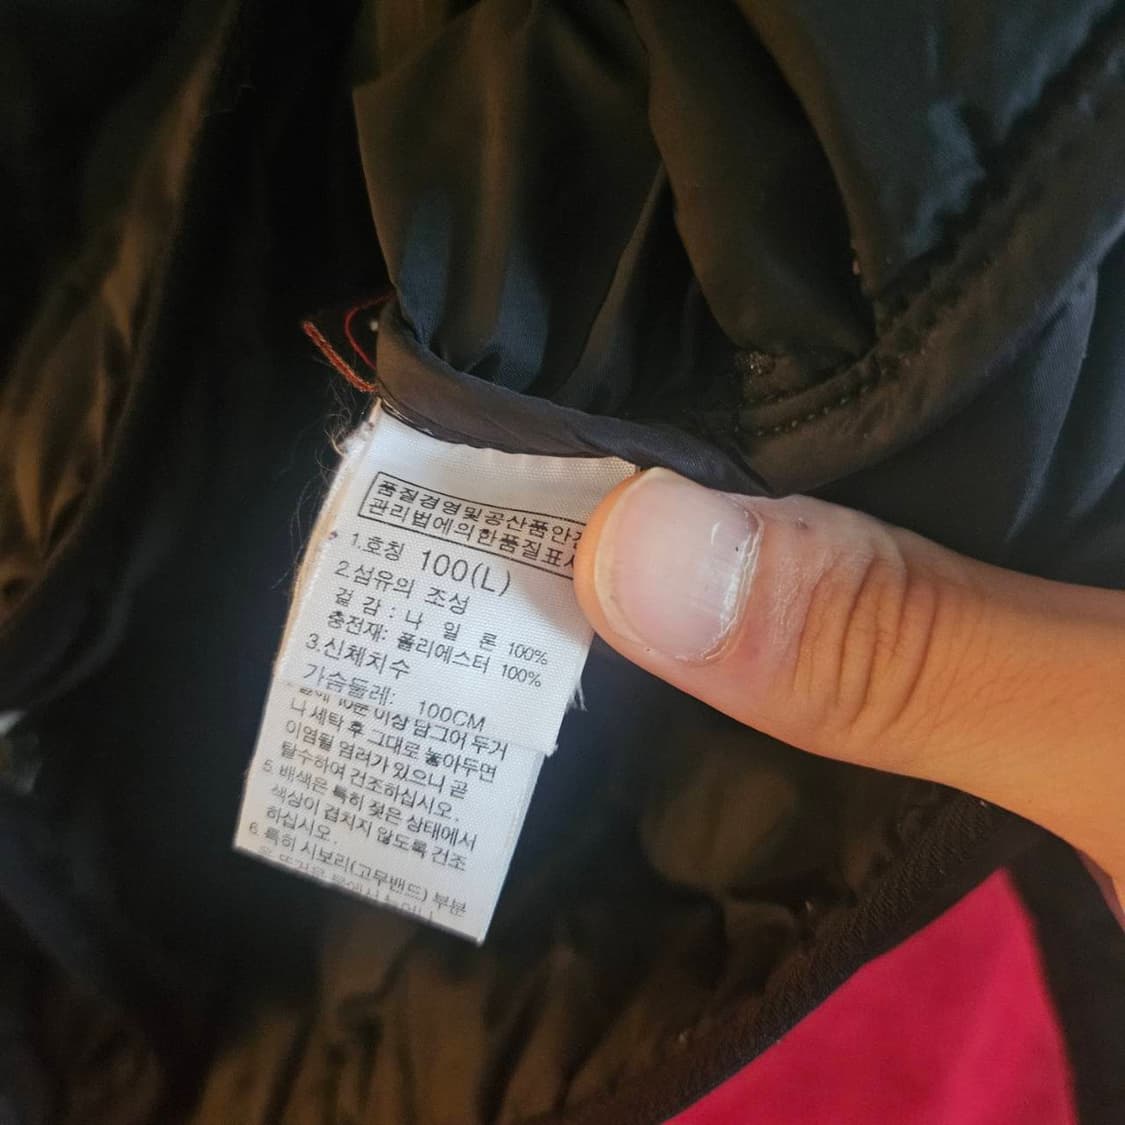 품질경영및공산품안전
관리법에의한품질표시
1.호칭 100(L)
2.섬유의 조성
겉 감 : 나 일 론 100%
충전재: 폴리에스터 100%
3.신체치수
가슴둘레: 100CM
10분 이상 담그어 두거
나 세탁 후 그대로 놓아두면
이염될 염려가 있으니 곧
탈수하여 건조하십시오.
5. 배색은 특히 젖은 상태에서
색상이 겹치지 않도록 건조
하십시오.
6. 특히 시보리(고무밴드) 부분